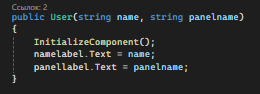 Ссылок: 2
public User(string name, string panelname)
{
InitializeComponent();
namelabel.Text = name;
panellabel.Text = panelname;
}